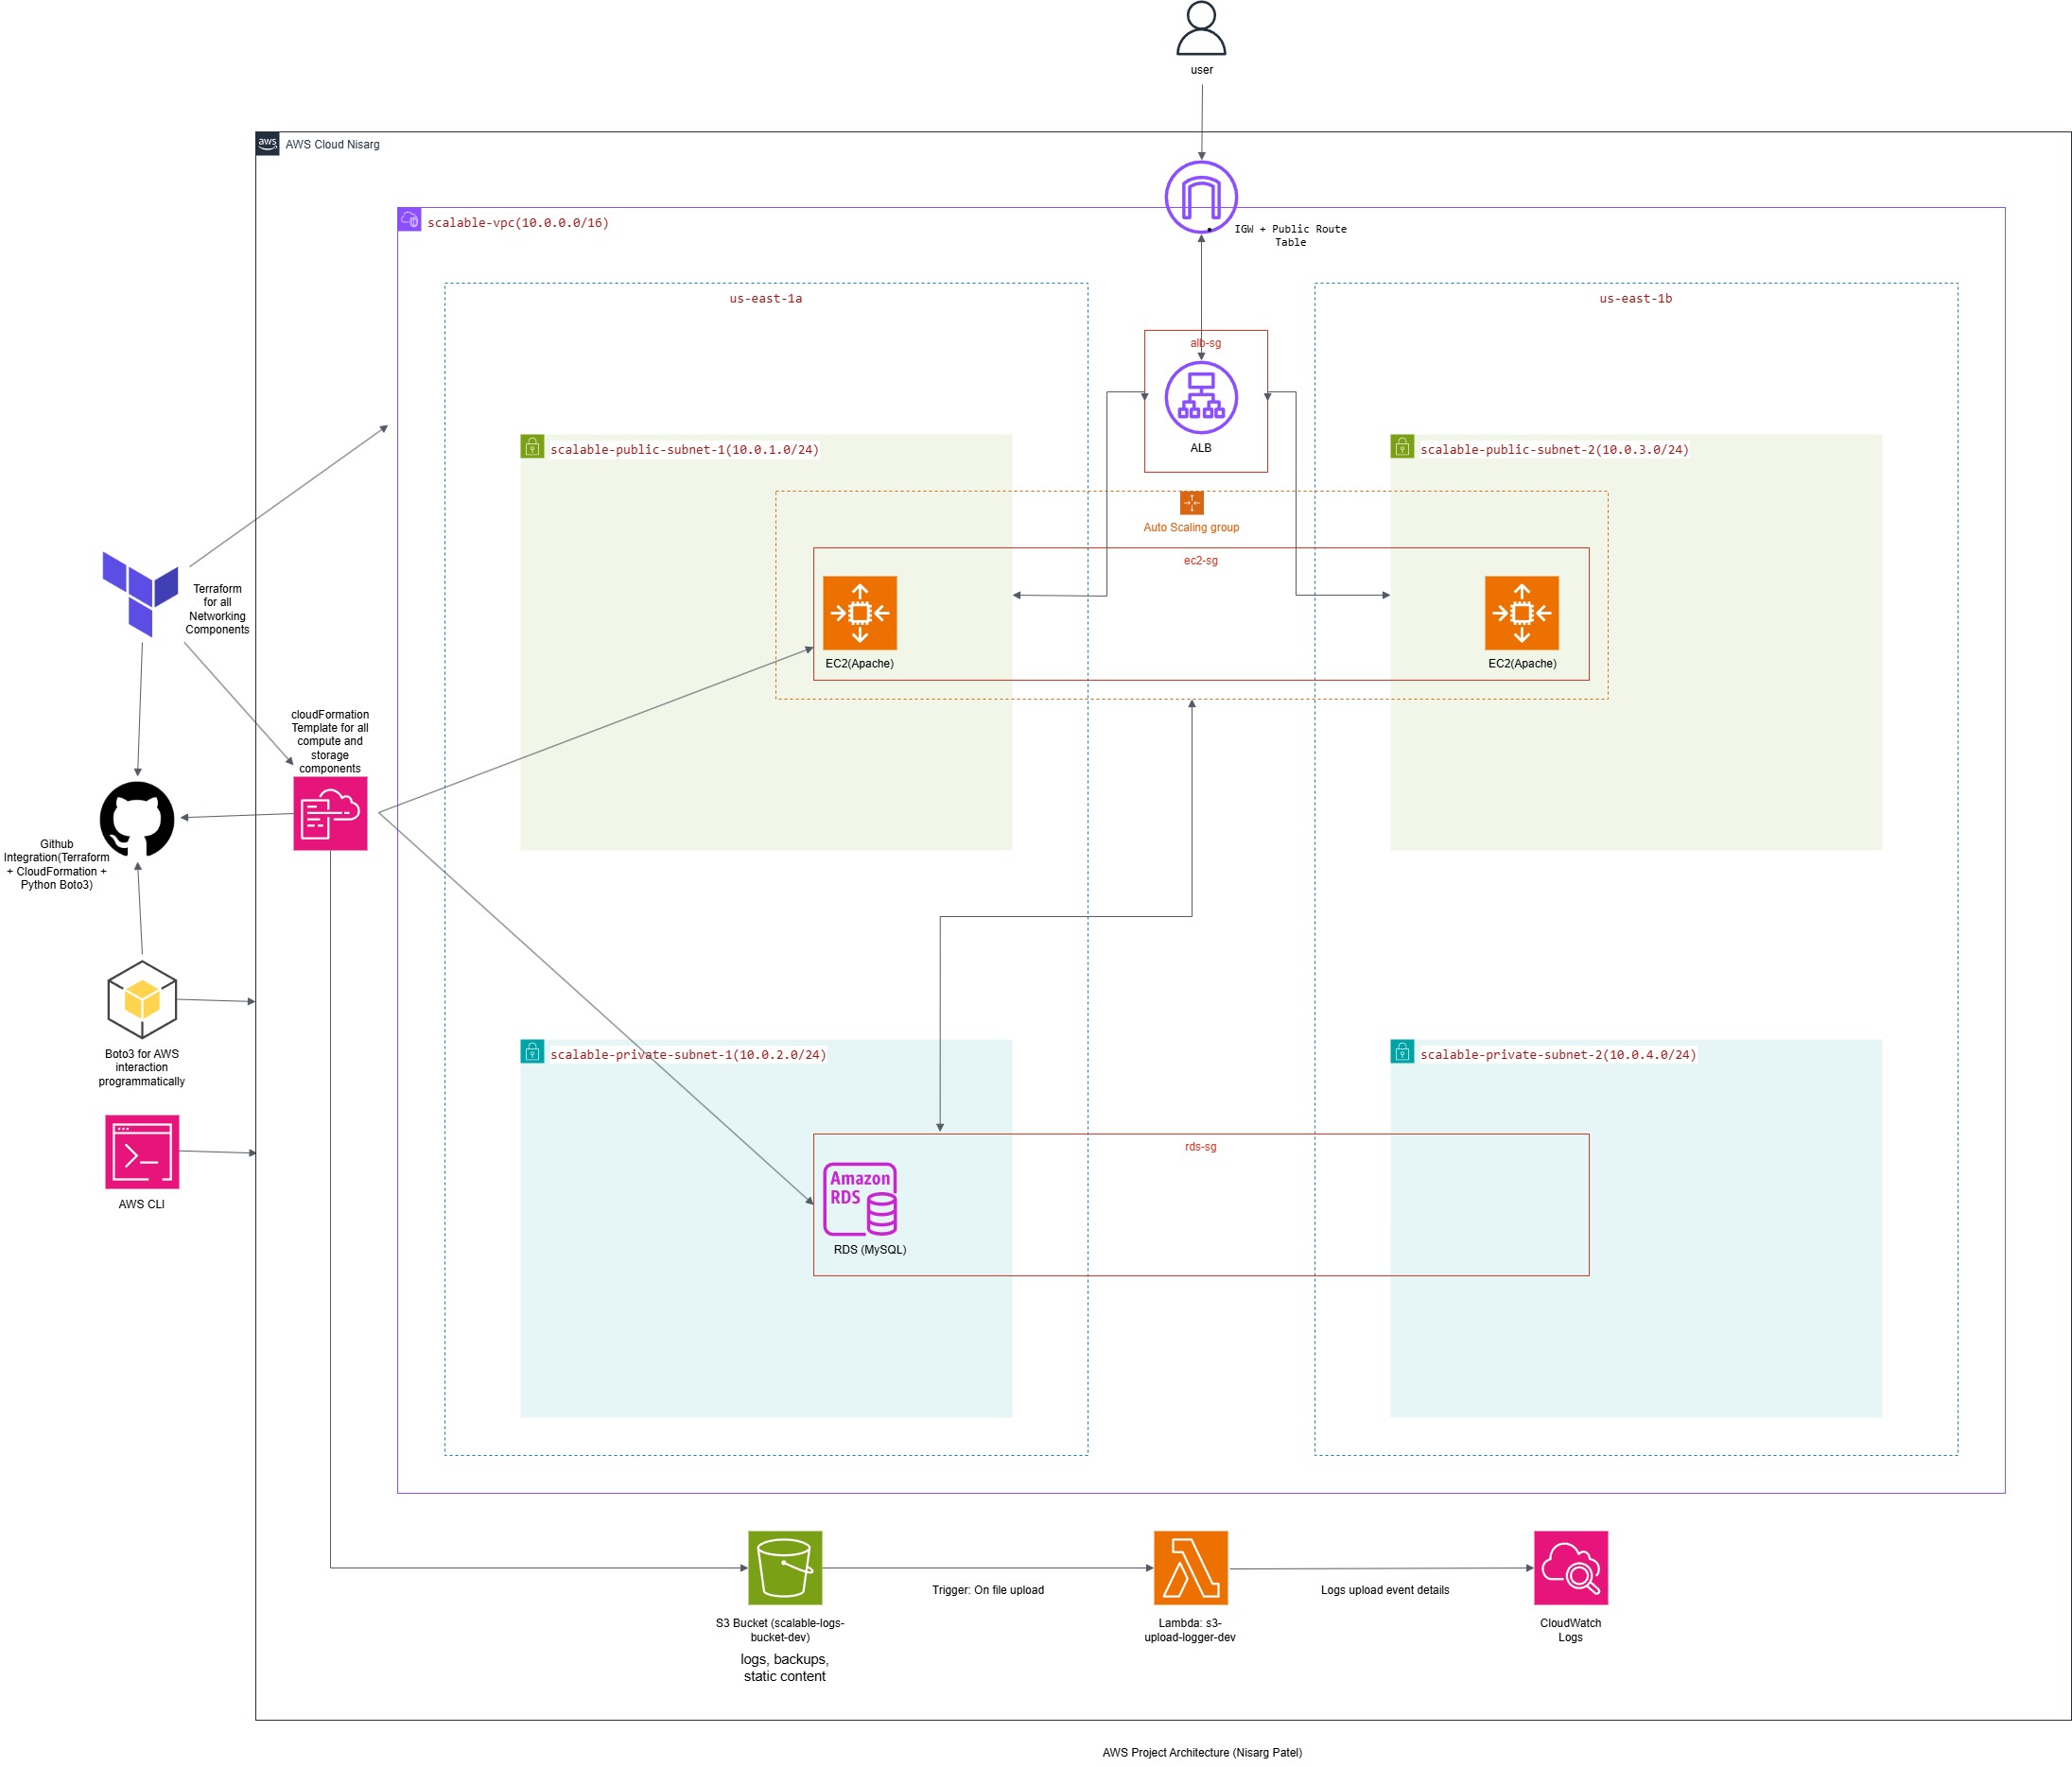 user
aws
AWS Cloud Nisarg
scalable-vpc(10.0.0.0/16)
IGW + Public Route
Table
us-east-1a
us-east-1b
alb-sg
ALB
scalable-public-subnet-1(10.0.1.0/24)
scalable-public-subnet-2(10.0.3.0/24)
Auto Scaling group
ec2-sg
EC2(Apache)
EC2(Apache)
Terraform
for all
Networking
Components
cloudFormation
Template for all
compute and
storage
components
Github
Integration(Terraform
+ CloudFormation +
Python Boto3)
Boto3 for AWS
interaction
programmatically
AWS CLI
scalable-private-subnet-1(10.0.2.0/24)
scalable-private-subnet-2(10.0.4.0/24)
rds-sg
Amazon
RDS
RDS (MySQL)
Trigger: On file upload
Logs upload event details
S3 Bucket (scalable-logs-
bucket-dev)
logs, backups,
static content
Lambda: s3-
upload-logger-dev
CloudWatch
Logs
AWS Project Architecture (Nisarg Patel)